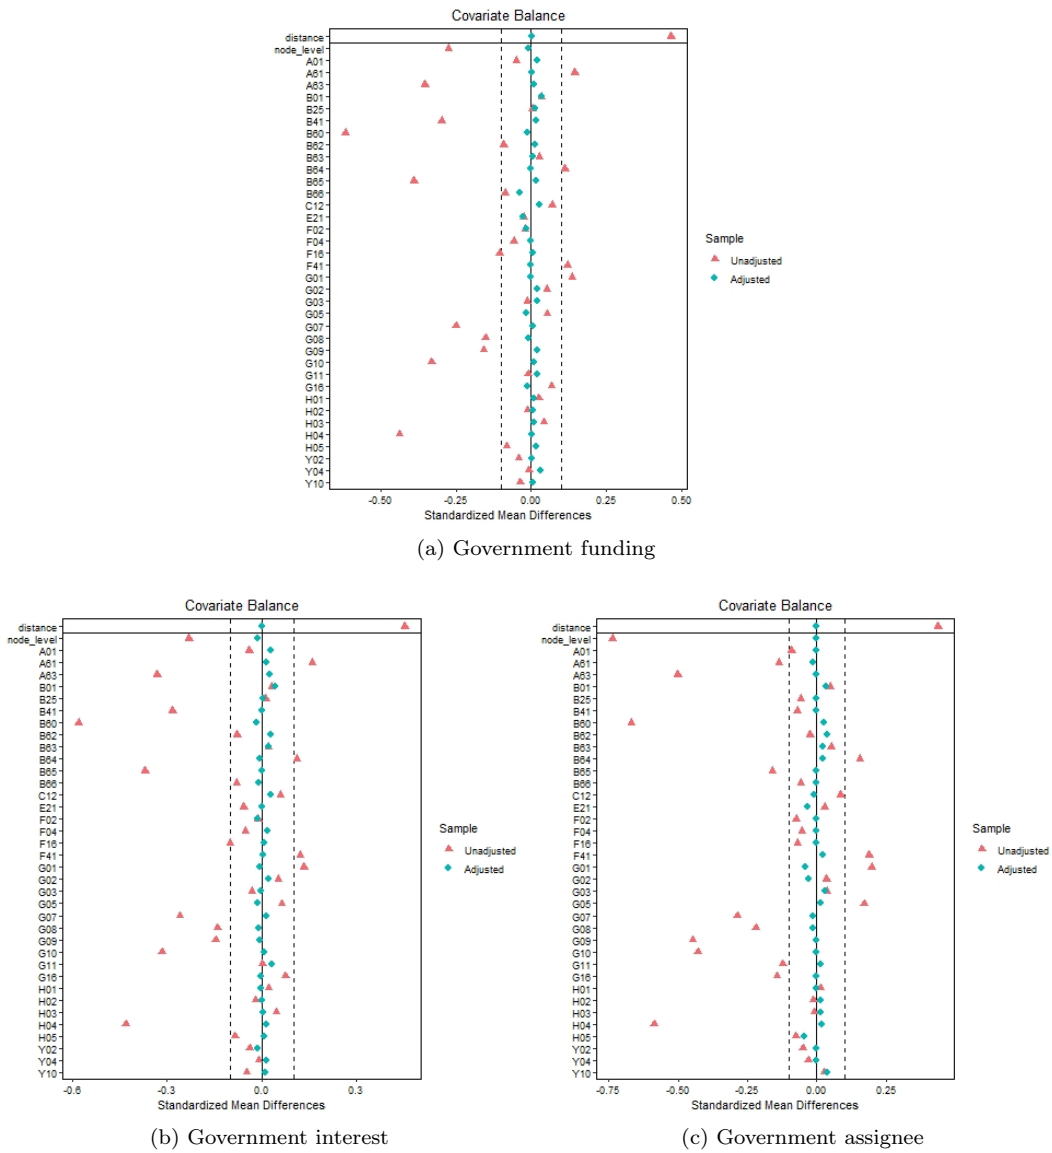 Covariate Balance
distance
node_level
A01
A61
A63
B01
B25
B41
B60
B62
B63
B64
B65
B66
C12
E21
F02
F04
F16
F41
G01
G02
G03
G05
G07
G08
G09
G10
G11
G16
H01
H02
H03
H04
H05
Y02
Y04
Y10
Sample
Unadjusted
Adjusted
-0.50 -0.25 0.00 0.25 0.50
Standardized Mean Differences
(a) Government funding
Covariate Balance
distance
node_level
A01
A61
A63
B01
B25
B41
B60
B62
B63
B64
B65
B66
C12
E21
F02
F04
F16
F41
G01
G02
G03
G05
G07
G08
G09
G10
G11
G16
H01
H02
H03
H04
H05
Y02
Y04
Y10
Sample
Unadjusted
Adjusted
-0.6 -0.3 0.0 0.3
Standardized Mean Differences
(b) Government interest
Covariate Balance
distance
node_level
A01
A61
A63
B01
B25
B41
B60
B62
B63
B64
B65
B66
C12
E21
F02
F04
F16
F41
G01
G02
G03
G05
G07
G08
G09
G10
G11
G16
H01
H02
H03
H04
H05
Y02
Y04
Y10
Sample
Unadjusted
Adjusted
-0.75 -0.50 -0.25 0.00 0.25
Standardized Mean Differences
(c) Government assignee